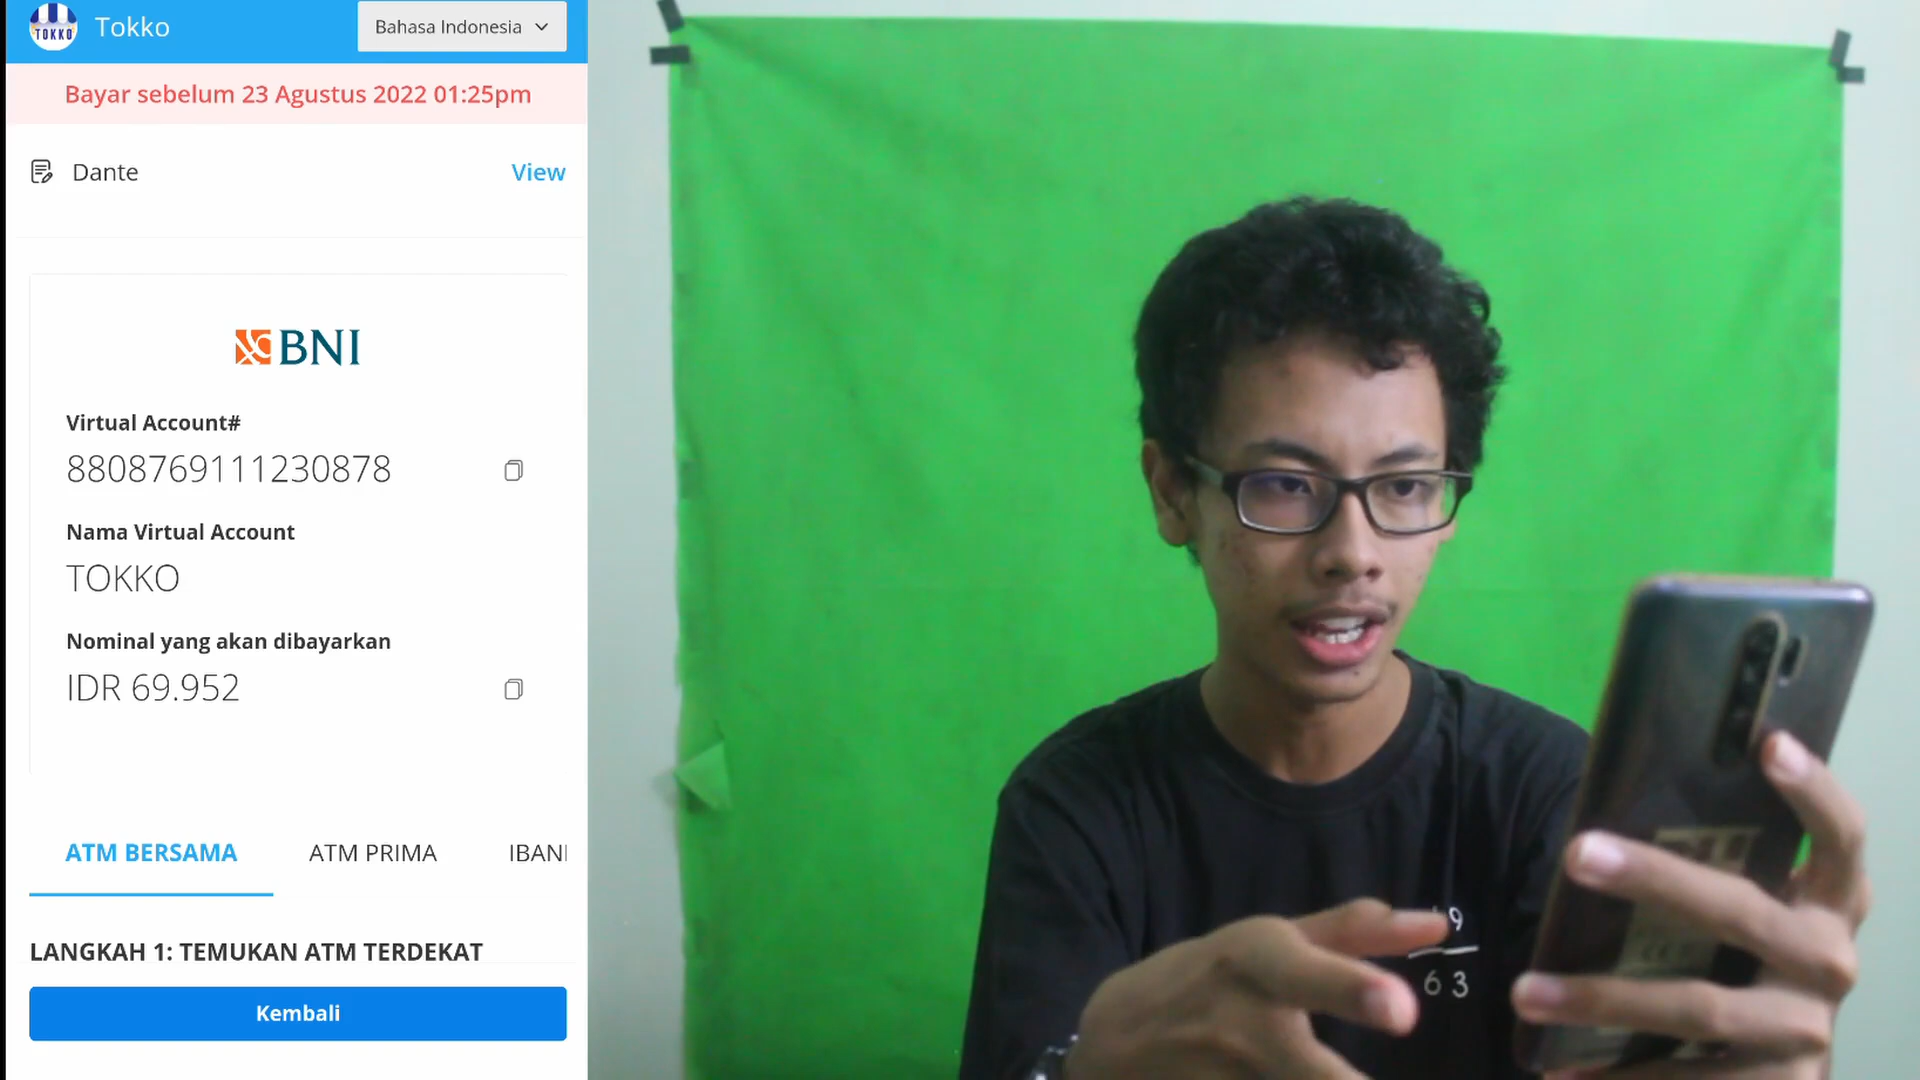 TOKKO
Tokko
Bahasa Indonesia
Bayar sebelum 23 Agustus 2022 01:25pm
Dante
View
BNI
Virtual Account#
8808769111230878
Nama Virtual Account
TOKKO
Nominal yang akan dibayarkan
IDR 69.952
ATM BERSAMA
ATM PRIMA
LANGKAH 1: TEMUKAN ATM TERDEKAT
Kembali
9
63